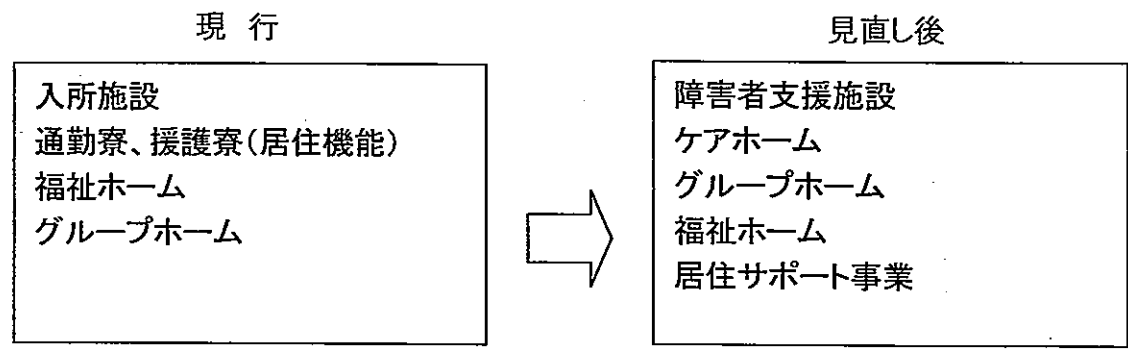 現 行
入所施設
通勤寮、援護寮(居住機能)
福祉ホーム
グループホーム
見直し後
障害者支援施設
ケアホーム
グループホーム
福祉ホーム
居住サポート事業